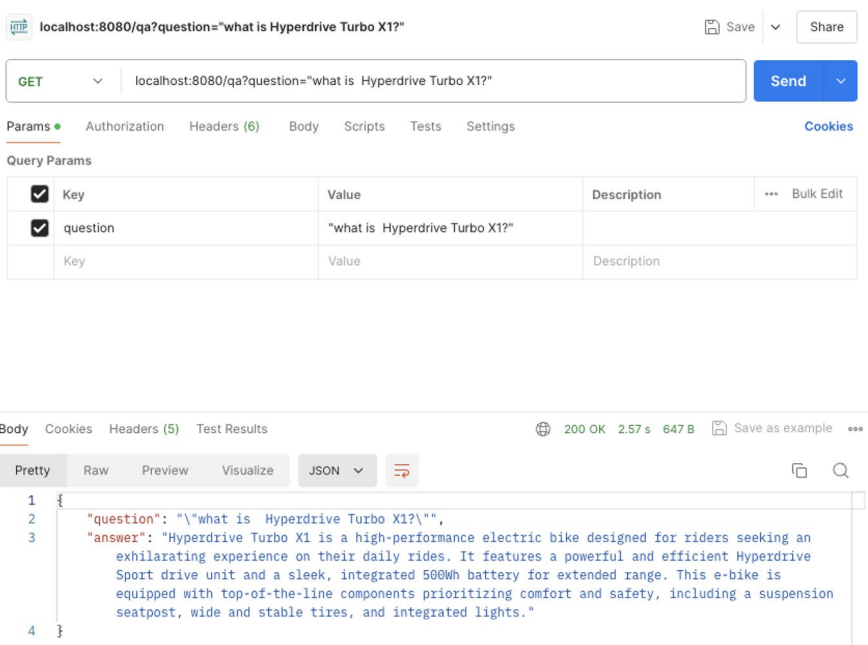 HTTP localhost:8080/qa?question="what is Hyperdrive Turbo X1?" Save Share
GET localhost:8080/qa?question="what is  Hyperdrive Turbo X1?" Send
Params Authorization Headers (6) Body Scripts Tests Settings Cookies
Query Params
Key Value Description ••• Bulk Edit
question "what is  Hyperdrive Turbo X1?"
Key Value Description
Body Cookies Headers (5) Test Results 200 OK 2.57 s 647 B Save as example •••
Pretty Raw Preview Visualize JSON
1 {
2 "question": "\"what is  Hyperdrive Turbo X1?\"",
3 "answer": "Hyperdrive Turbo X1 is a high-performance electric bike designed for riders seeking an
exhilarating experience on their daily rides. It features a powerful and efficient Hyperdrive
Sport drive unit and a sleek, integrated 500Wh battery for extended range. This e-bike is
equipped with top-of-the-line components prioritizing comfort and safety, including a suspension
seatpost, wide and stable tires, and integrated lights."
4 }